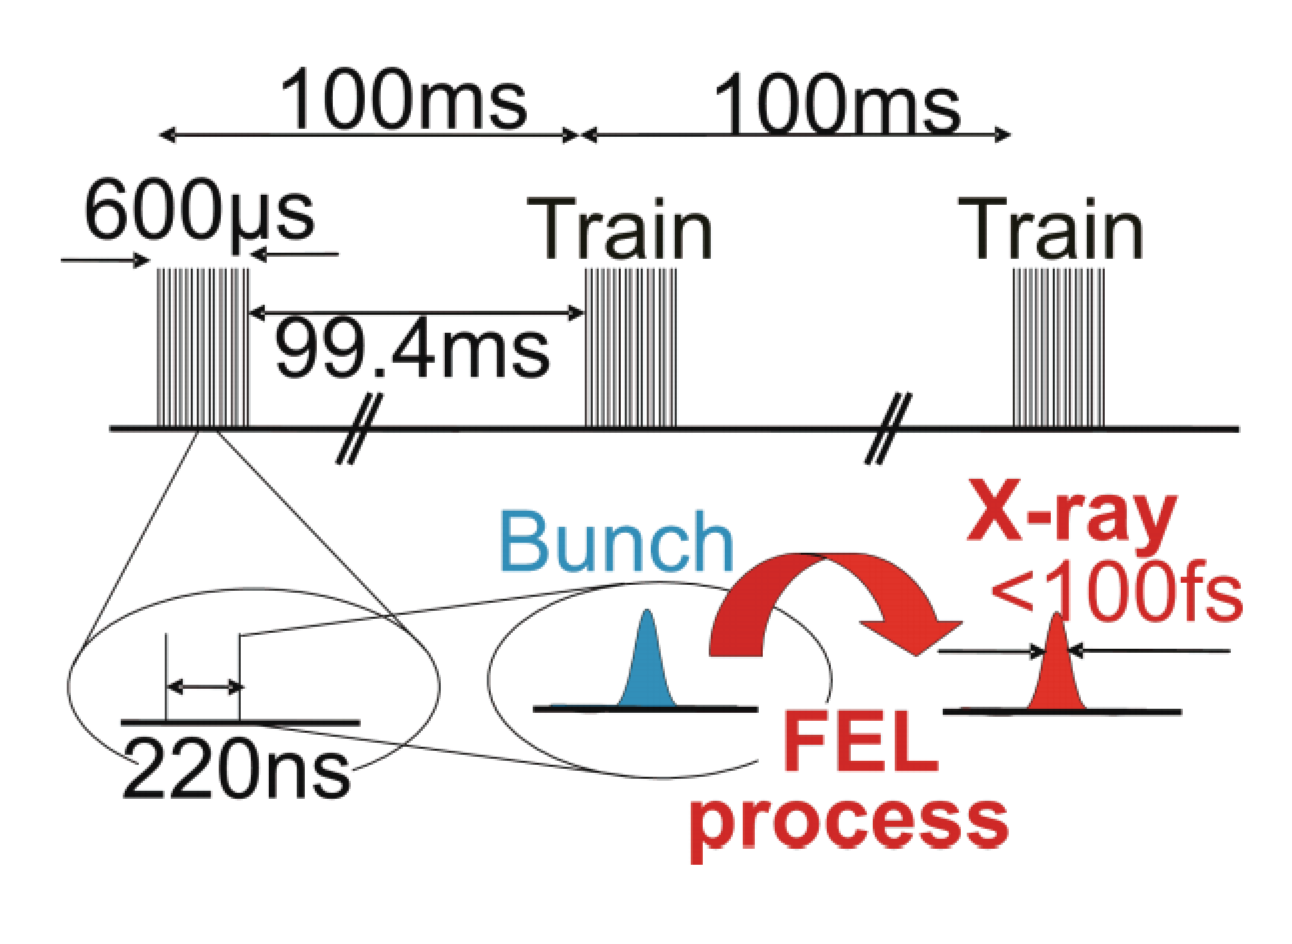 100ms
100ms
600µs
Train
Train
99.4ms
X-ray
Bunch
<100fs
220ns
FEL
process